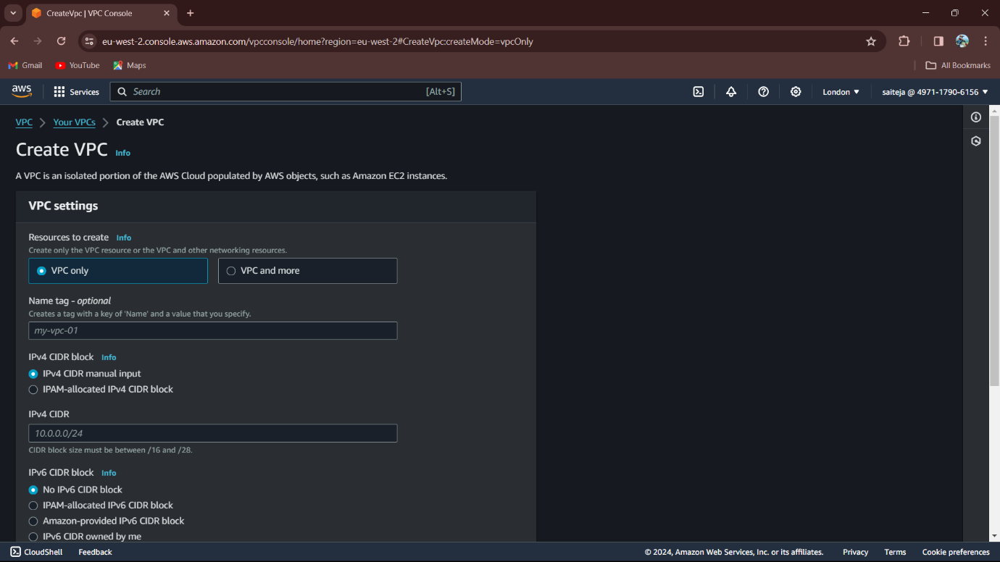 CreateVpc | VPC Console
eu-west-2.console.aws.amazon.com/vpcconsole/home?region=eu-west-2#CreateVpc:createMode=vpcOnly
Gmail YouTube Maps All Bookmarks
aws Services Search [Alt+S] London saiteja @ 4971-1790-6156
VPC Your VPCs Create VPC
Create VPC Info
A VPC is an isolated portion of the AWS Cloud populated by AWS objects, such as Amazon EC2 instances.
VPC settings
Resources to create Info
Create only the VPC resource or the VPC and other networking resources.
VPC only VPC and more
Name tag - optional
Creates a tag with a key of 'Name' and a value that you specify.
my-vpc-01
IPv4 CIDR block Info
IPv4 CIDR manual input
IPAM-allocated IPv4 CIDR block
IPv4 CIDR
10.0.0.0/24
CIDR block size must be between /16 and /28.
IPv6 CIDR block Info
No IPv6 CIDR block
IPAM-allocated IPv6 CIDR block
Amazon-provided IPv6 CIDR block
IPv6 CIDR owned by me
CloudShell Feedback © 2024, Amazon Web Services, Inc. or its affiliates. Privacy Terms Cookie preferences